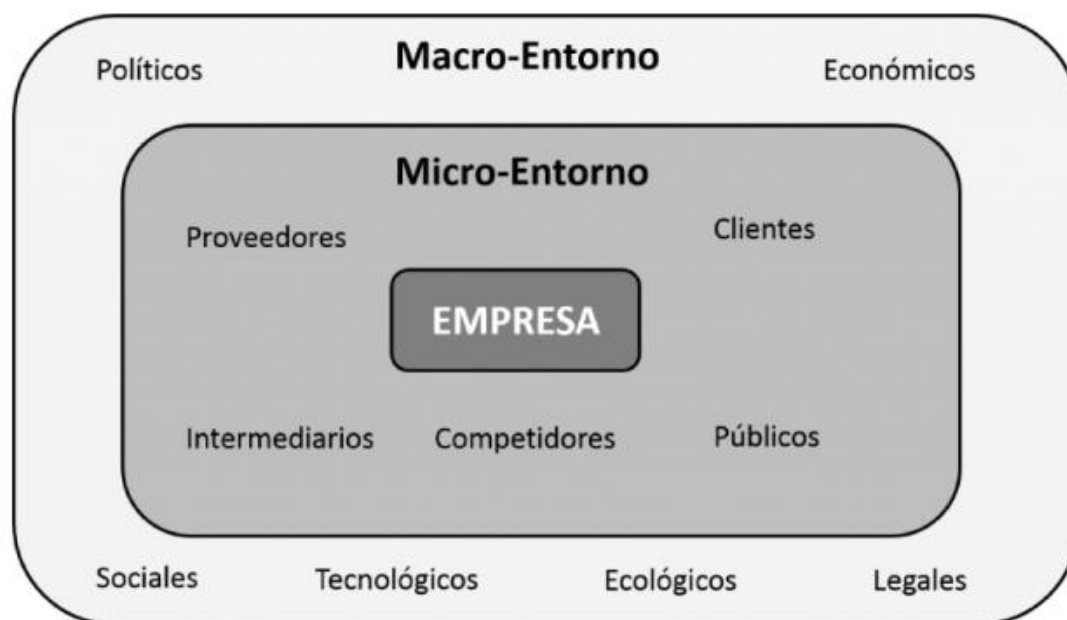 Macro-Entorno
Políticos
Económicos
Micro-Entorno
Proveedores
Clientes
EMPRESA
Intermediarios
Competidores
Públicos
Sociales
Tecnológicos
Ecológicos
Legales